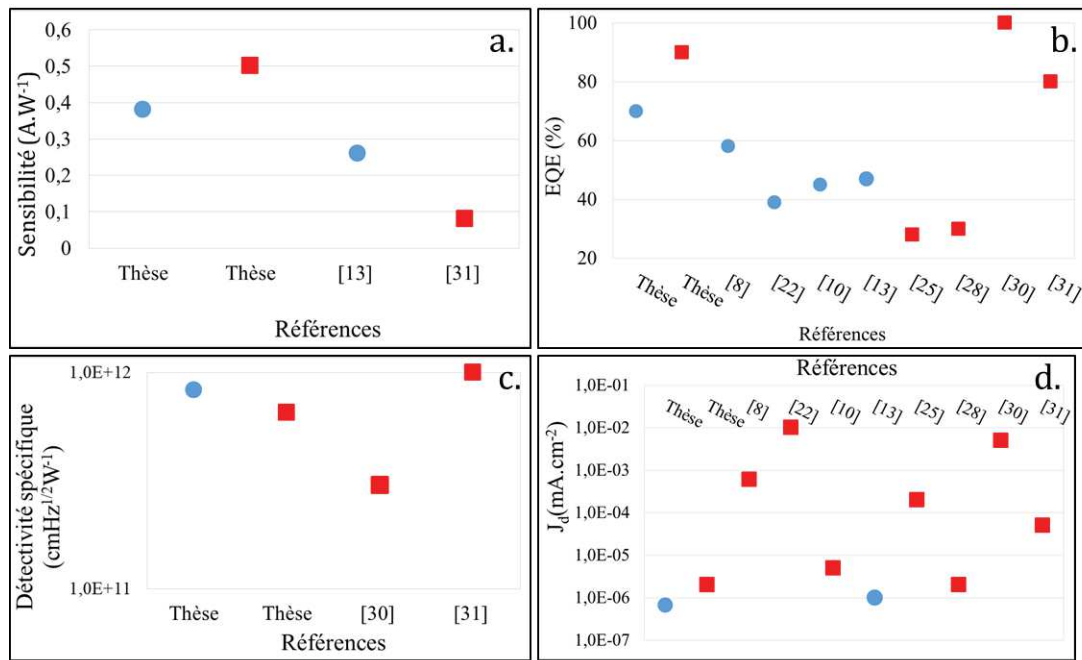 a.
Sensibilité (A.W⁻¹)
0,6
0,5
0,4
0,3
0,2
0,1
0
Thèse Thèse [13] [31]
Références
b.
EQE (%)
100
80
60
40
20
Thèse Thèse [8] [22] [10] [13] [25] [28] [30] [31]
Références
c.
Détectivité spécifique
(cmHz¹ᐟ²W⁻¹)
1,0E+12
1,0E+11
Thèse Thèse [30] [31]
Références
Références
d.
J_d(mA.cm⁻²)
1,0E-01
Thèse Thèse [8] [22] [10] [13] [25] [28] [30] [31]
1,0E-02
1,0E-03
1,0E-04
1,0E-05
1,0E-06
1,0E-07